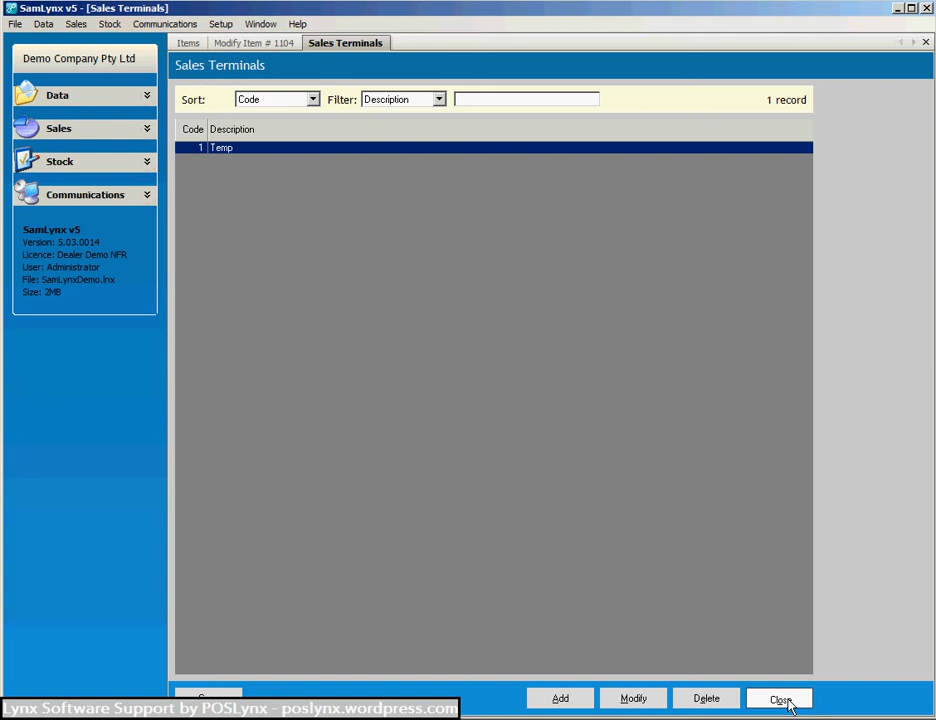 SamLynx v5 - [Sales Terminals]
File Data Sales Stock Communications Setup Window Help
Items Modify Item # 1104 Sales Terminals
Demo Company Pty Ltd
Sales Terminals
Data
Sort: Code Filter: Description 1 record
Sales
Code Description
1 Temp
Stock
Communications
SamLynx v5
Version: 5.03.0014
Licence: Dealer Demo NFR
User: Administrator
File: SamLynxDemo.lnx
Size: 2MB
Add Modify Delete Close
Lynx Software Support by POSLynx - poslynx.wordpress.com